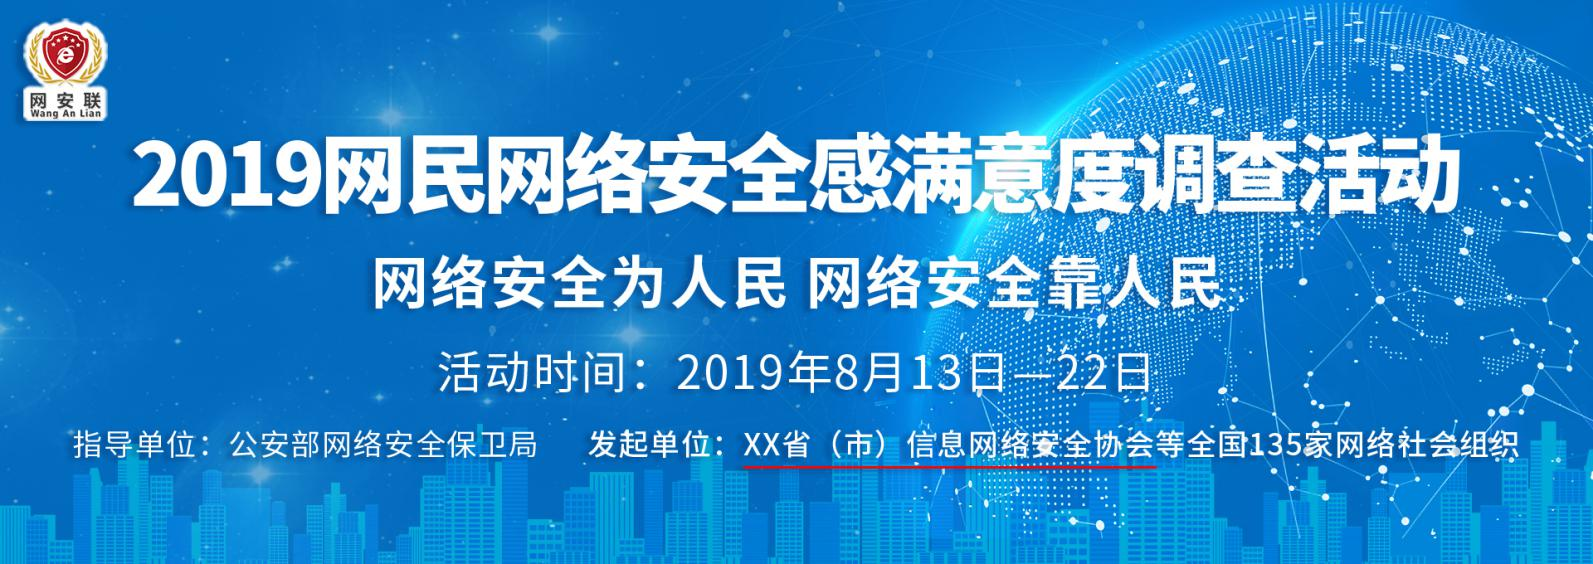 网安联
Wang An Lian
2019网民网络安全感满意度调查活动
网络安全为人民 网络安全靠人民
活动时间：2019年8月13日—22日
指导单位：公安部网络安全保卫局 发起单位：XX省（市）信息网络安全协会等全国135家网络社会组织